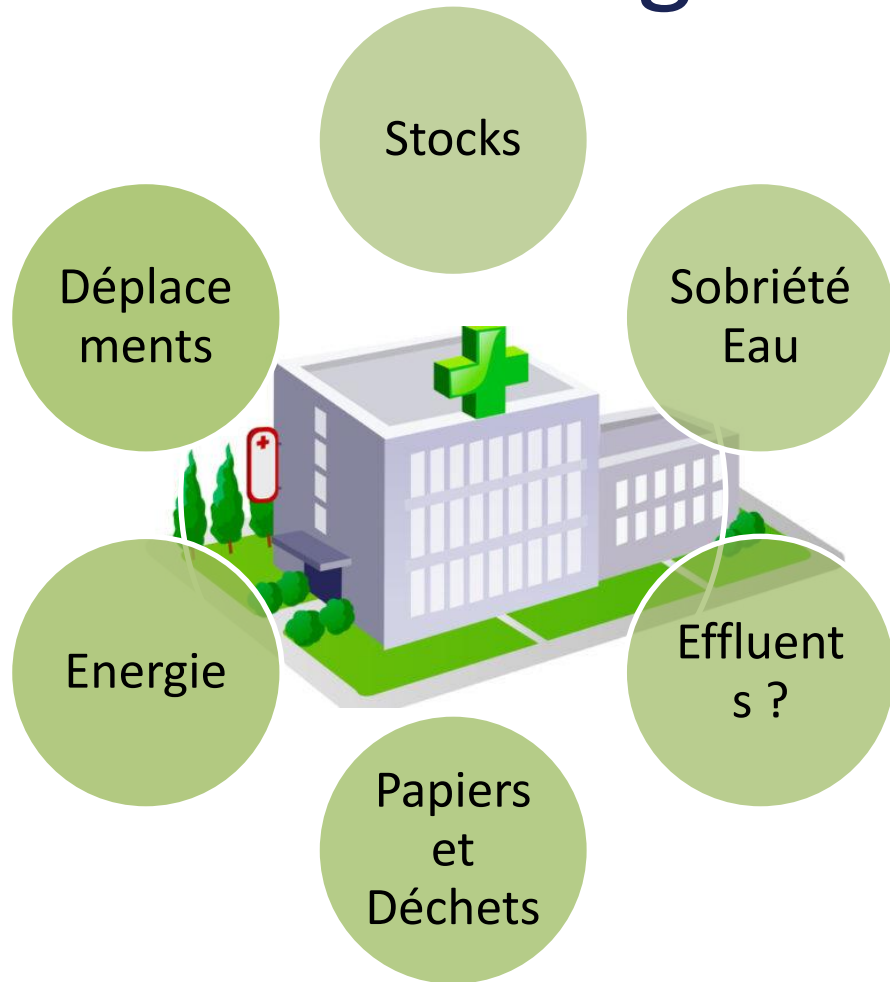 Stocks
Sobriété
Eau
Effluent
s ?
Papiers
et
Déchets
Energie
Déplace
ments